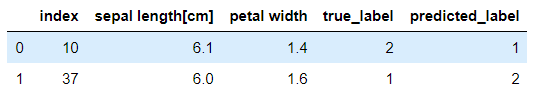 index sepal length[cm] petal width true_label predicted_label
0 10 6.1 1.4 2 1
1 37 6.0 1.6 1 2